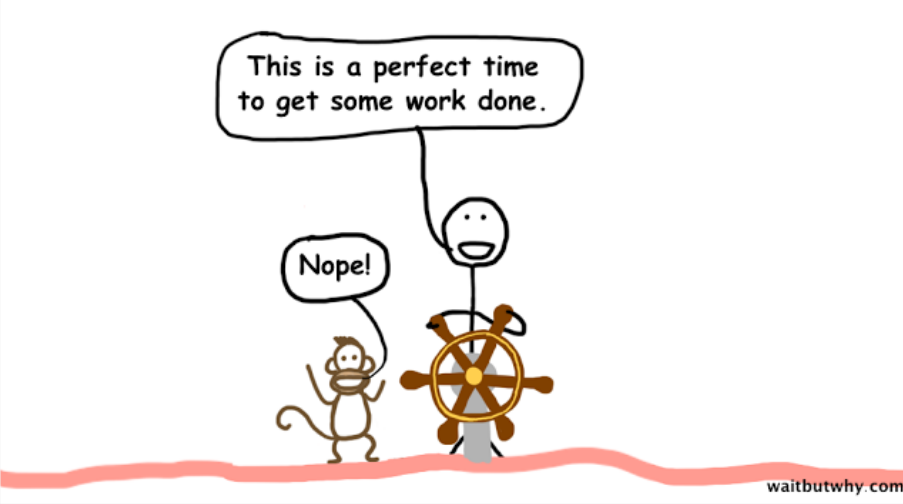 This is a perfect time
to get some work done.
Nope!
waitbutwhy.com